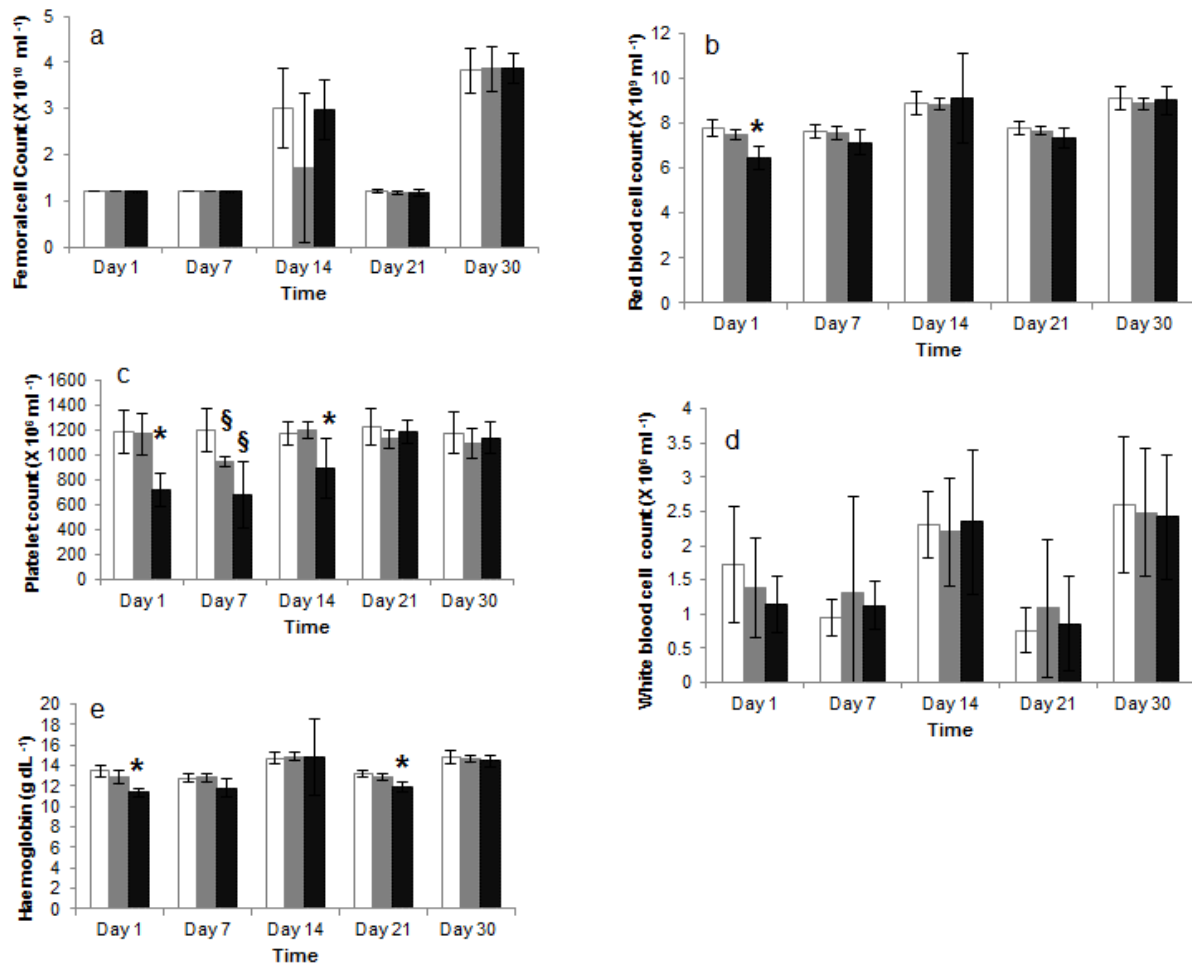 a
Femoral cell Count (X 10¹⁰ ml⁻¹)
5
4
3
2
1
0
Day 1 Day 7 Day 14 Day 21 Day 30
Time
b
Red blood cell count (X 10⁹ ml⁻¹)
12
10
8
6
4
2
0
*
Day 1 Day 7 Day 14 Day 21 Day 30
Time
c
Platelet count (X 10⁶ ml⁻¹)
1600
1400
1200
1000
800
600
400
200
0
* § § *
Day 1 Day 7 Day 14 Day 21 Day 30
Time
d
White blood cell count (X 10⁶ ml⁻¹)
4
3.5
3
2.5
2
1.5
1
0.5
0
Day 1 Day 7 Day 14 Day 21 Day 30
Time
e
Haemoglobin (g dL⁻¹)
20
18
16
14
12
10
8
6
4
2
0
* *
Day 1 Day 7 Day 14 Day 21 Day 30
Time